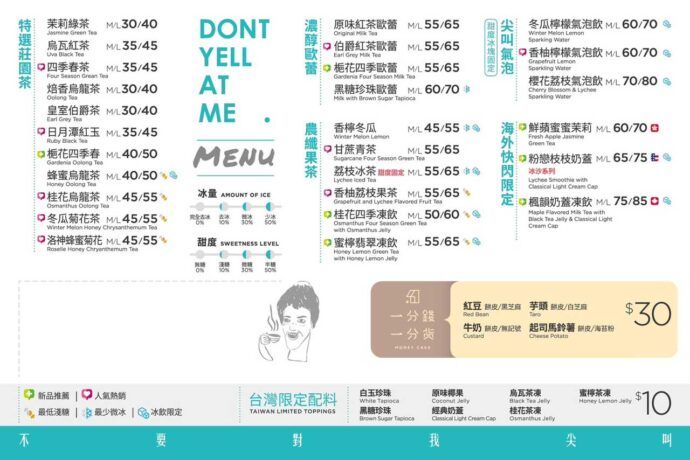 特選莊園茶
茉莉綠茶 M/L 30/40
Jasmine Green Tea
烏瓦紅茶 M/L 35/45
Uva Black Tea
四季春茶 M/L 35/45
Four Season Green Tea
焙香烏龍茶 M/L 30/40
Oolong Tea
皇室伯爵茶 M/L 30/40
Earl Grey Tea
日月潭紅玉 M/L 35/45
Ruby Black Tea
梔花四季春 M/L 40/50
Gardenia Oolong Tea
蜂蜜烏龍茶 M/L 40/50
Honey Oolong Tea
桂花烏龍茶 M/L 45/55
Osmanthus Oolong Tea
冬瓜菊花茶 M/L 45/55
Winter Melon Honey Chrysanthemum Tea
洛神蜂蜜菊花 M/L 45/55
Roselle Honey Chrysanthemum Tea
DONT
YELL
AT
ME .
MENU
冰量 AMOUNT OF ICE
完全去冰 去冰 微冰 少冰
0% 10% 30% 50%
甜度 SWEETNESS LEVEL
無糖 淺糖 微糖 半糖
0% 10% 30% 50%
濃醇歐蕾
原味紅茶歐蕾 M/L 55/65
Original Milk Tea
伯爵紅茶歐蕾 M/L 55/65
Earl Grey Milk Tea
梔花四季歐蕾 M/L 55/65
Gardenia Four Season Milk Tea
黑糖珍珠歐蕾 M/L 60/70
Milk with Brown Sugar Tapioca
農纖果茶
香檸冬瓜 M/L 45/55
Winter Melon Lemon
甘蔗青茶 M/L 55/65
Sugarcane Four Season Green Tea
荔枝冰茶 甜度固定 M/L 55/65
Lychee Iced Tea
香柚荔枝果茶 M/L 55/65
Grapefruit and Lychee Flavored Fruit Tea
桂花四季凍飲 M/L 50/60
Osmanthus Four Season Green Tea
with Osmanthus Jelly
蜜檸翡翠凍飲 M/L 55/65
Honey Lemon Green Tea
with Honey Lemon Jelly
尖叫氣泡
甜度冰塊固定
冬瓜檸檬氣泡飲 M/L 60/70
Winter Melon Lemon
Sparkling Water
香柚檸檬氣泡飲 M/L 60/70
Grapefruit Lemon
Sparkling Water
櫻花荔枝氣泡飲 M/L 70/80
Cherry Blossom & Lychee
Sparkling Water
海外快閃限定
鮮蘋蜜蜜茉莉 M/L 60/70
Fresh Apple Jasmine
Green Tea
粉戀枝枝奶蓋 M/L 65/75
冰沙系列
Lychee Smoothie with
Classical Light Cream Cap
楓韻奶蓋凍飲 M/L 75/85
Maple Flavored Milk Tea with
Black Tea Jelly & Classical Light
Cream Cap
一分錢
一分貨
MONEY CAKE
紅豆 餅皮/黑芝麻
Red Bean
芋頭 餅皮/白芝麻
Taro
牛奶 餅皮/無記號
Custard
起司馬鈴薯 餅皮/海苔粉
Cheese Potato
$30
新品推薦 | 人氣熱銷
最低淺糖 | 最少微冰 | 冰飲限定
台灣限定配料
TAIWAN LIMITED TOPPINGS
白玉珍珠
White Tapioca
原味椰果
Coconut Jelly
烏瓦茶凍
Black Tea Jelly
蜜檸茶凍
Honey Lemon Jelly
黑糖珍珠
Brown Sugar Tapioca
經典奶蓋
Classical Light Cream Cap
桂花茶凍
Osmanthus Jelly
$10
不要對我尖叫